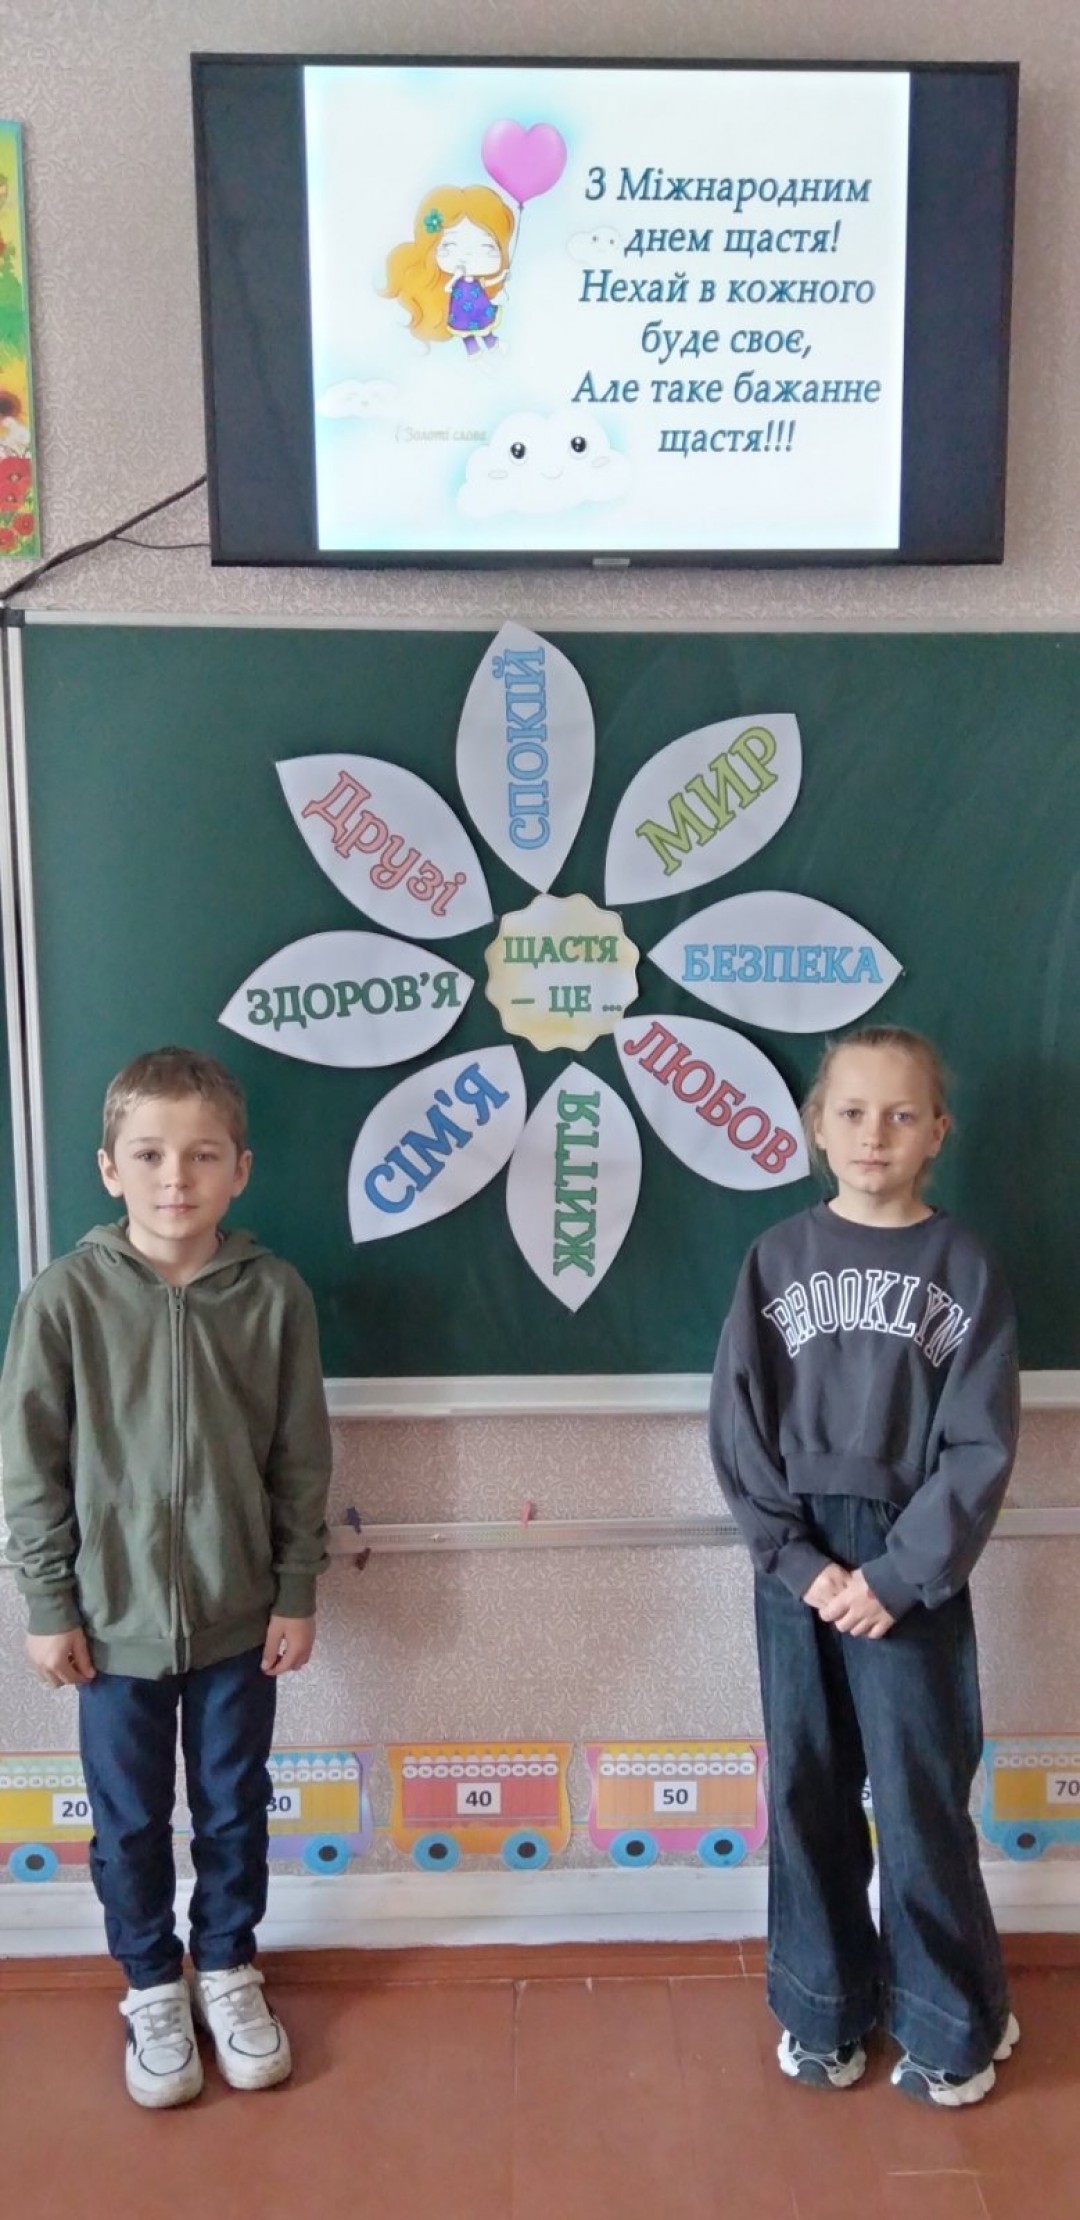 З Міжнародним
днем щастя!
Нехай в кожного
буде своє,
Але таке бажанне
щастя!!!
Золоті слова
СПОКІЙ
МИР
Друзі
БЕЗПЕКА
ЩАСТЯ
– ЦЕ ...
ЗДОРОВ'Я
ЛЮБОВ
СІМ'Я
ЖИТТЯ
BROOKLYN
20
30
40
50
70